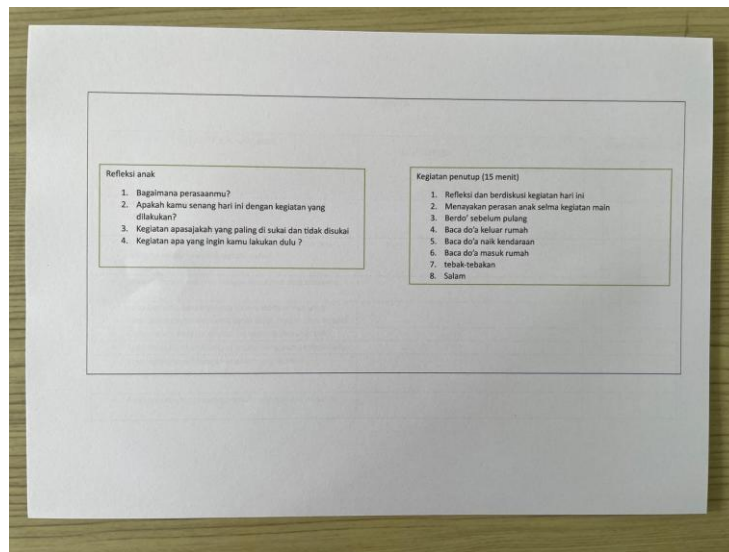 Refleksi anak
1. Bagaimana perasaanmu?
2. Apakah kamu senang hari ini dengan kegiatan yang
dilakukan?
3. Kegiatan apasajakah yang paling di sukai dan tidak disukai
4. Kegiatan apa yang ingin kamu lakukan dulu ?
Kegiatan penutup (15 menit)
1. Refleksi dan berdiskusi kegiatan hari ini
2. Menayakan perasan anak selma kegiatan main
3. Berdo' sebelum pulang
4. Baca do'a keluar rumah
5. Baca do'a naik kendaraan
6. Baca do'a masuk rumah
7. tebak-tebakan
8. Salam